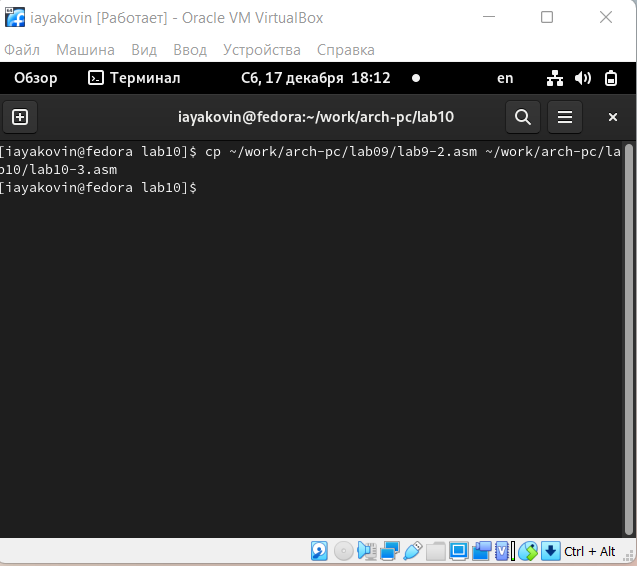 iayakovin [Работает] - Oracle VM VirtualBox
Файл Машина Вид Ввод Устройства Справка
Обзор Терминал Сб, 17 декабря 18:12 en
iayakovin@fedora:~/work/arch-pc/lab10
[iayakovin@fedora lab10]$ cp ~/work/arch-pc/lab09/lab9-2.asm ~/work/arch-pc/la
b10/lab10-3.asm
[iayakovin@fedora lab10]$
Ctrl + Alt